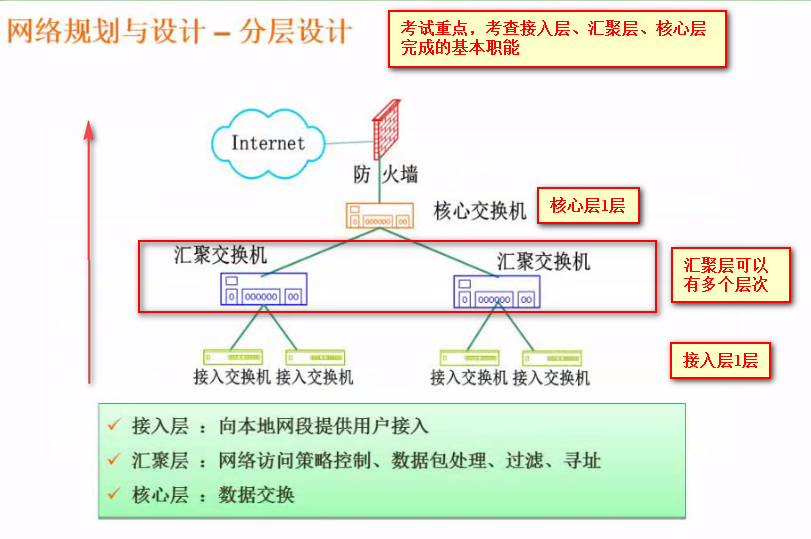 网络规划与设计 – 分层设计
考试重点，考查接入层、汇聚层、核心层
完成的基本职能
Internet
防 火墙
核心交换机
核心层1层
汇聚交换机
汇聚交换机
汇聚层可以
有多个层次
接入层1层
接入交换机 接入交换机
接入交换机 接入交换机
✓ 接入层 ：向本地网段提供用户接入
✓ 汇聚层 ：网络访问策略控制、数据包处理、过滤、寻址
✓ 核心层 ：数据交换